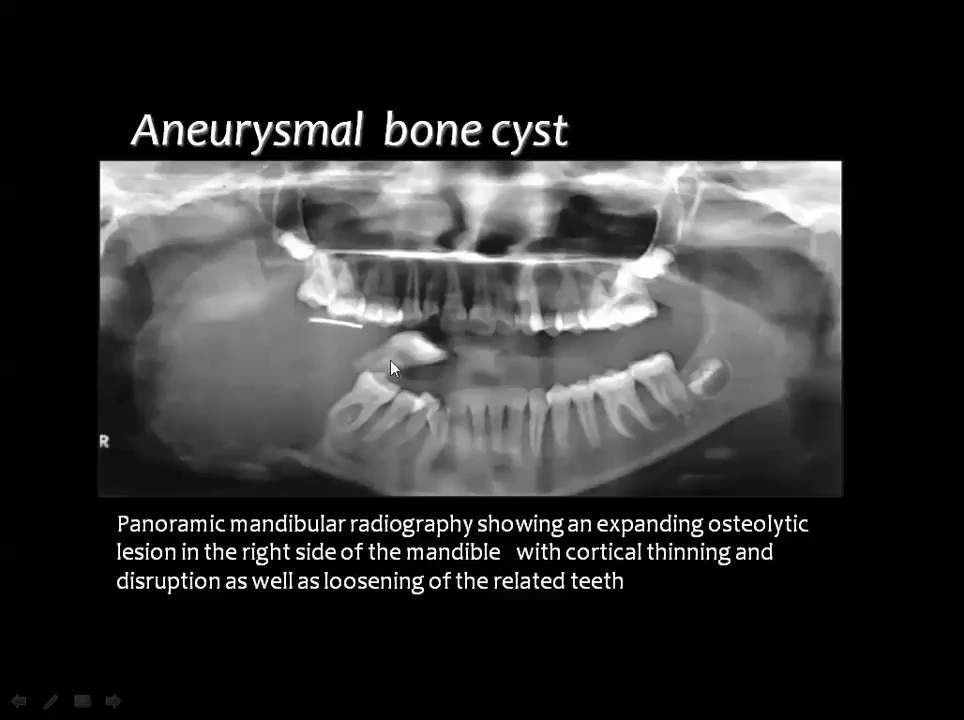 Aneurysmal bone cyst
R
Panoramic mandibular radiography showing an expanding osteolytic
lesion in the right side of the mandible with cortical thinning and
disruption as well as loosening of the related teeth